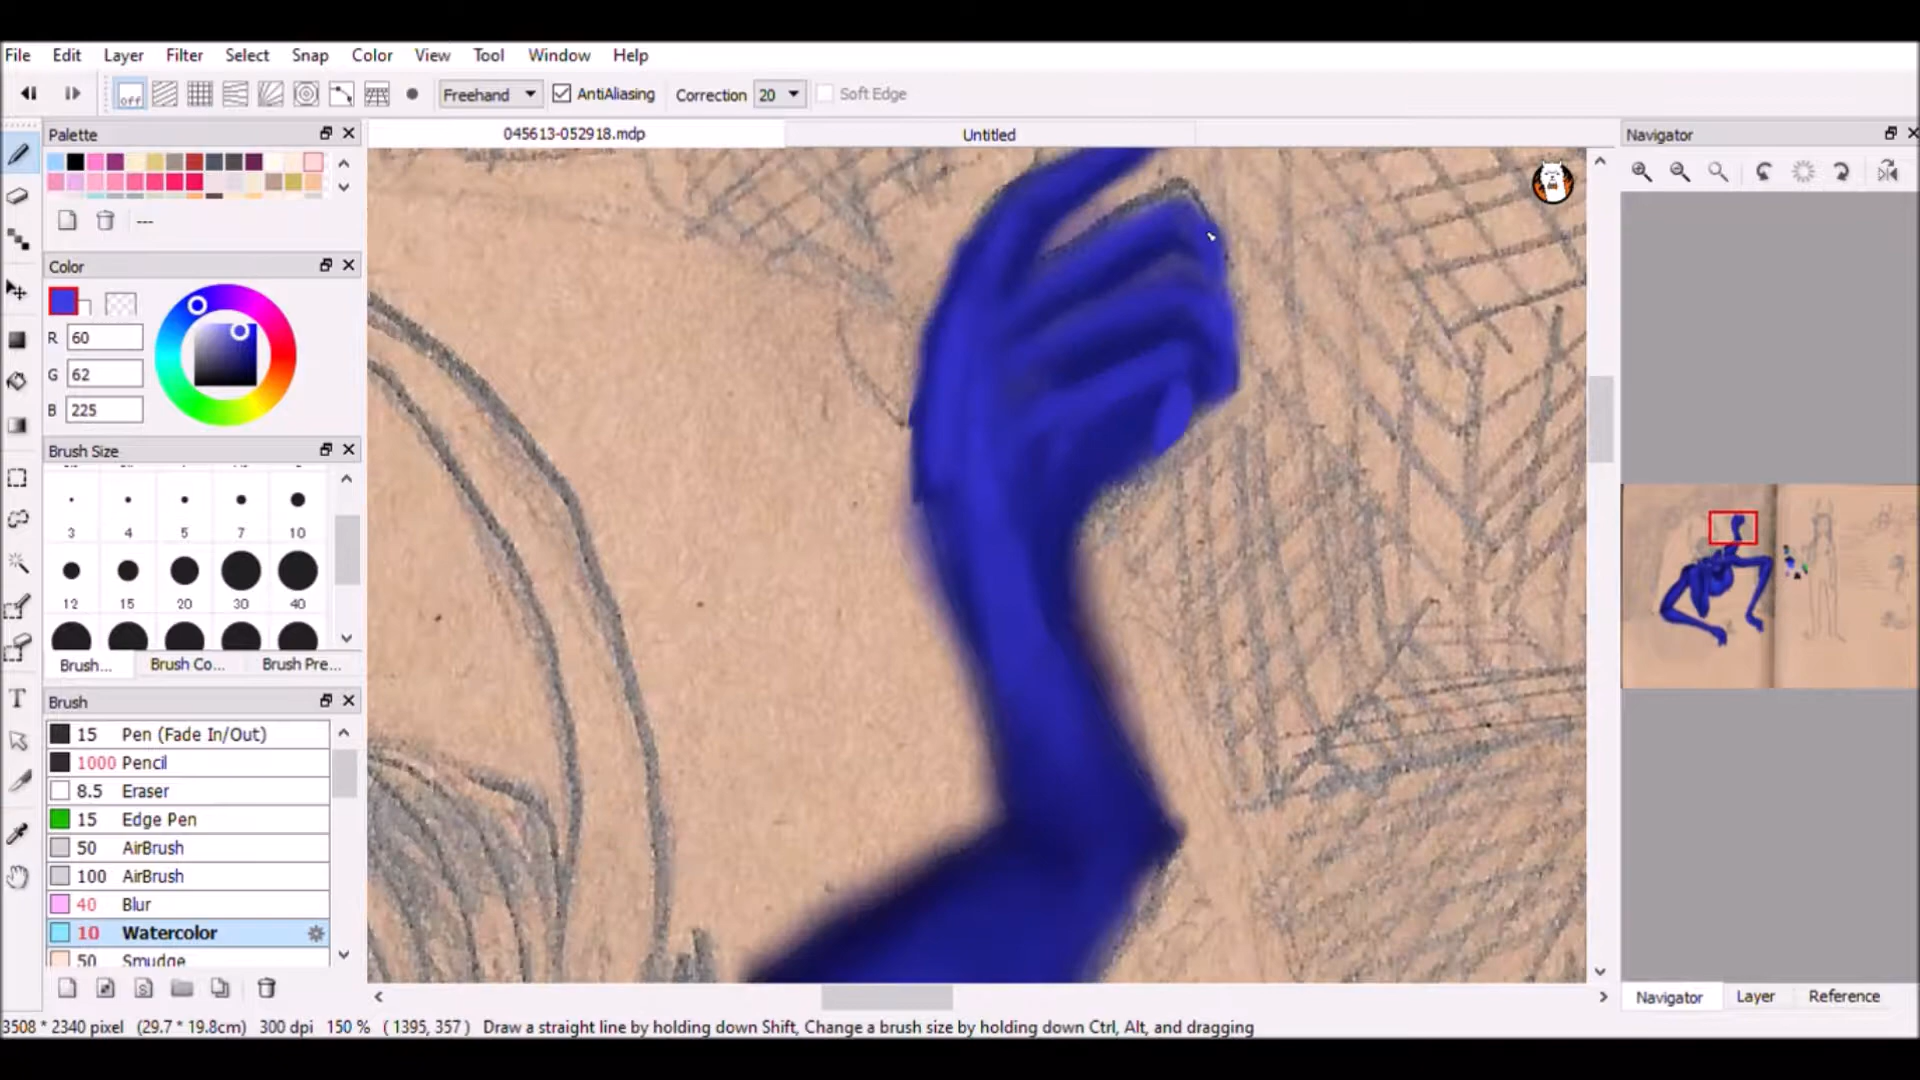 File Edit Layer Filter Select Snap Color View Tool Window Help
off Freehand AntiAliasing Correction 20 Soft Edge
Palette
045613-052918.mdp Untitled
Navigator
---
Color
R 60
G 62
B 225
Brush Size
3 4 5 7 10
12 15 20 30 40
Brush... Brush Co... Brush Pre...
Brush
15 Pen (Fade In/Out)
1000 Pencil
8.5 Eraser
15 Edge Pen
50 AirBrush
100 AirBrush
40 Blur
10 Watercolor
50 Smudge
Navigator Layer Reference
3508 * 2340 pixel (29.7 * 19.8cm) 300 dpi 150 % ( 1395, 357 ) Draw a straight line by holding down Shift, Change a brush size by holding down Ctrl, Alt, and dragging